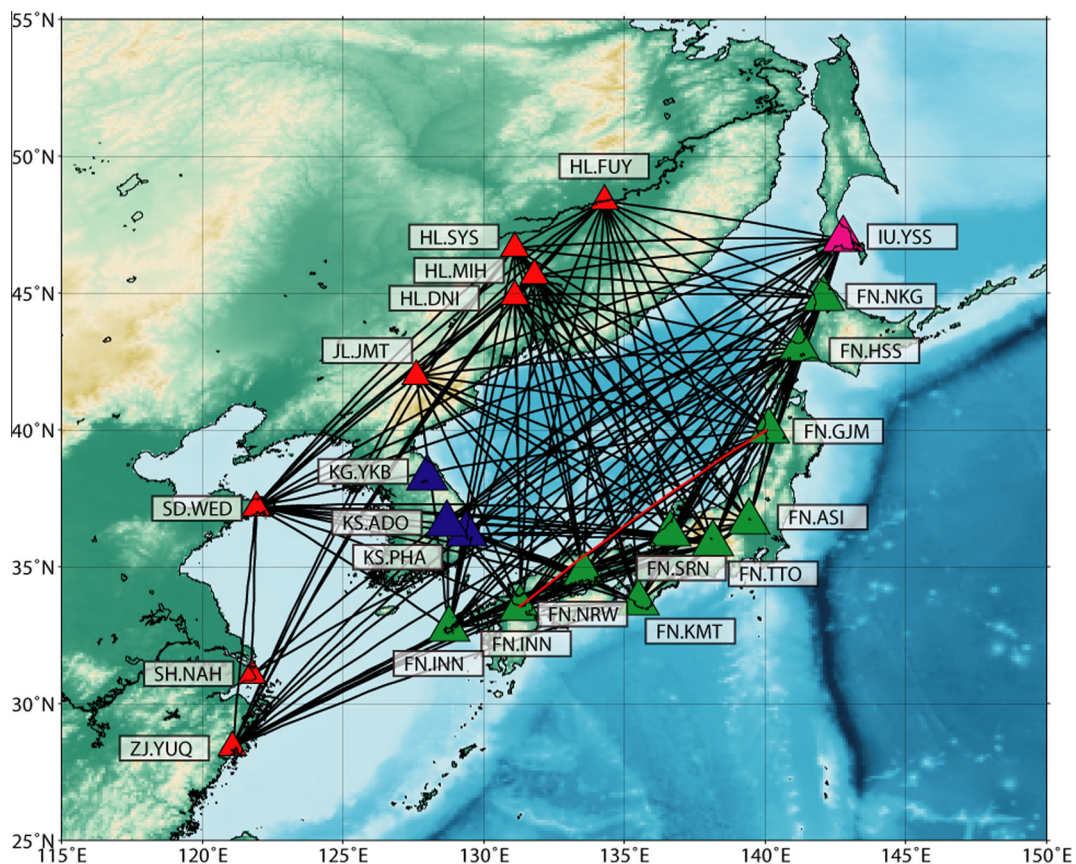 55°N
50°N
HL.FUY
HL.SYS
IU.YSS
HL.MIH
45°N
HL.DNI
FN.NKG
JL.JMT
FN.HSS
40°N
FN.GJM
KG.YKB
SD.WED
KS.ADO
FN.ASI
KS.PHA
35°N
FN.SRN
FN.TTO
FN.NRW
FN.KMT
FN.INN
FN.INN
SH.NAH
30°N
ZJ.YUQ
25°N
115°E 120°E 125°E 130°E 135°E 140°E 145°E 150°E